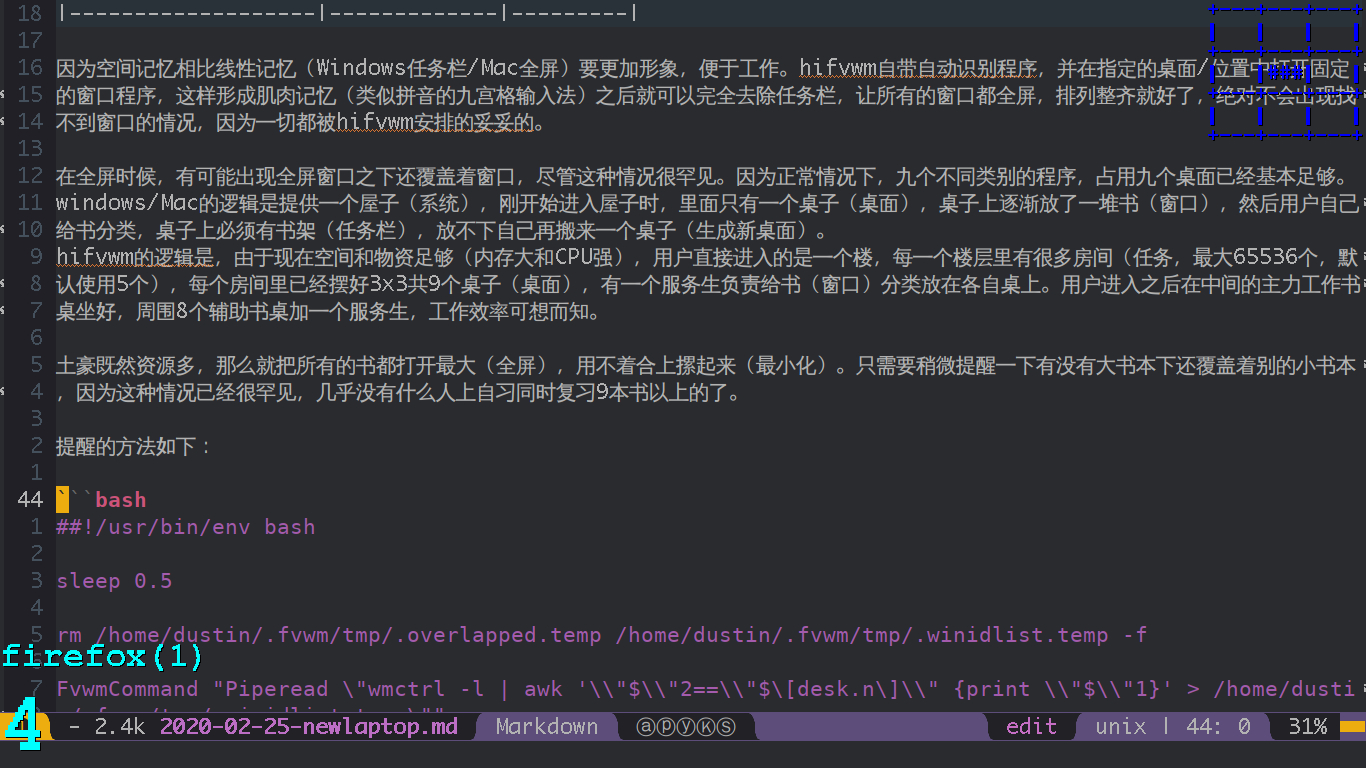 18 |-------------------|-------------|---------|
17
16 因为空间记忆相比线性记忆（Windows任务栏/Mac全屏）要更加形象，便于工作。hifvwm自带自动识别程序，并在指定的桌面/位置中打开固定
15 的窗口程序，这样形成肌肉记忆（类似拼音的九宫格输入法）之后就可以完全去除任务栏，让所有的窗口都全屏，排列整齐就好了，绝对不会出现找
14 不到窗口的情况，因为一切都被hifvwm安排的妥妥的。
13
12 在全屏时候，有可能出现全屏窗口之下还覆盖着窗口，尽管这种情况很罕见。因为正常情况下，九个不同类别的程序，占用九个桌面已经基本足够。
11 windows/Mac的逻辑是提供一个屋子（系统），刚开始进入屋子时，里面只有一个桌子（桌面），桌子上逐渐放了一堆书（窗口），然后用户自己
10 给书分类，桌子上必须有书架（任务栏），放不下自己再搬来一个桌子（生成新桌面）。
9 hifvwm的逻辑是，由于现在空间和物资足够（内存大和CPU强），用户直接进入的是一个楼，每一个楼层里有很多房间（任务，最大65536个，默
8 认使用5个），每个房间里已经摆好3x3共9个桌子（桌面），有一个服务生负责给书（窗口）分类放在各自桌上。用户进入之后在中间的主力工作书
7 桌坐好，周围8个辅助书桌加一个服务生，工作效率可想而知。
6
5 土豪既然资源多，那么就把所有的书都打开最大（全屏），用不着合上摞起来（最小化）。只需要稍微提醒一下有没有大书本下还覆盖着别的小书本
4 ，因为这种情况已经很罕见，几乎没有什么人上自习同时复习9本书以上的了。
3
2 提醒的方法如下：
1
44 ```bash
1 ##!/usr/bin/env bash
2
3 sleep 0.5
4
5 rm /home/dustin/.fvwm/tmp/.overlapped.temp /home/dustin/.fvwm/tmp/.winidlist.temp -f
firefox(1)
7 FvwmCommand "Piperead \"wmctrl -l | awk '\\"$\\"2==\\"$\[desk.n\]\\" {print \\"$\\"1}' > /home/dusti
4 - 2.4k 2020-02-25-newlaptop.md Markdown ⓐⓟⓨⓀⓢ edit unix | 44: 0 31%